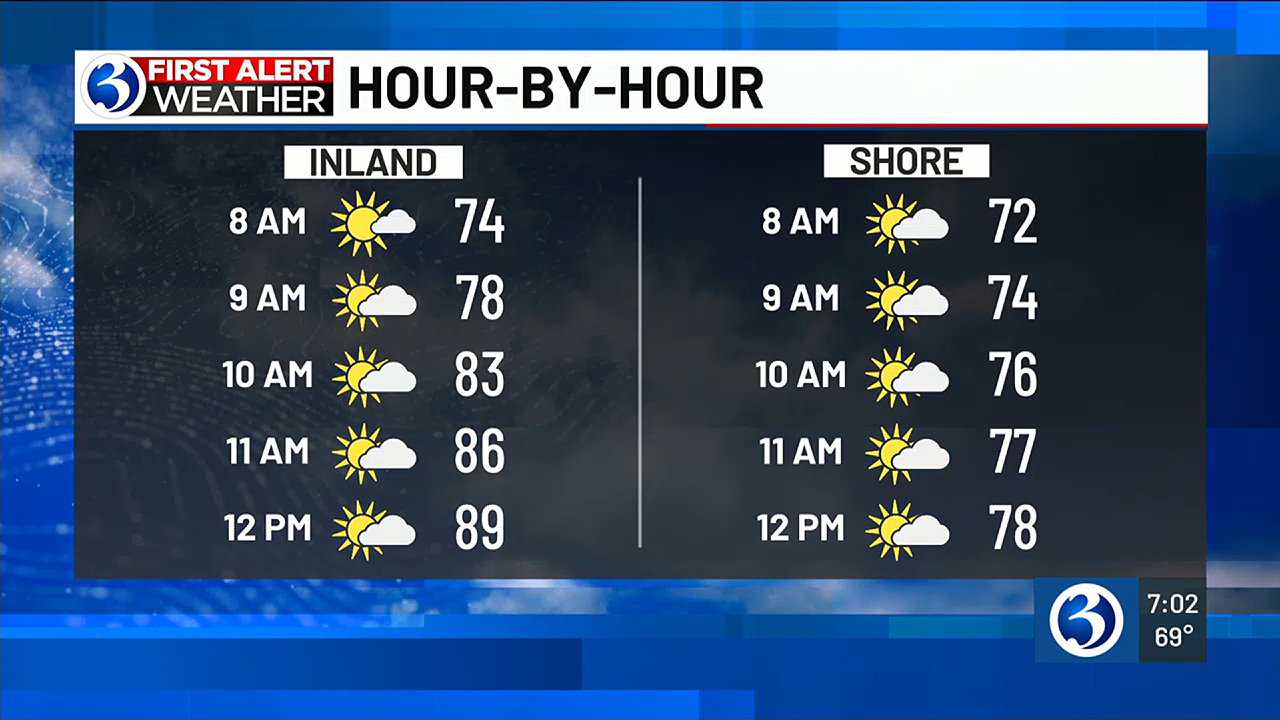 3 FIRST ALERT WEATHER HOUR-BY-HOUR
INLAND
8 AM 74
9 AM 78
10 AM 83
11 AM 86
12 PM 89
SHORE
8 AM 72
9 AM 74
10 AM 76
11 AM 77
12 PM 78
3 7:02
69°